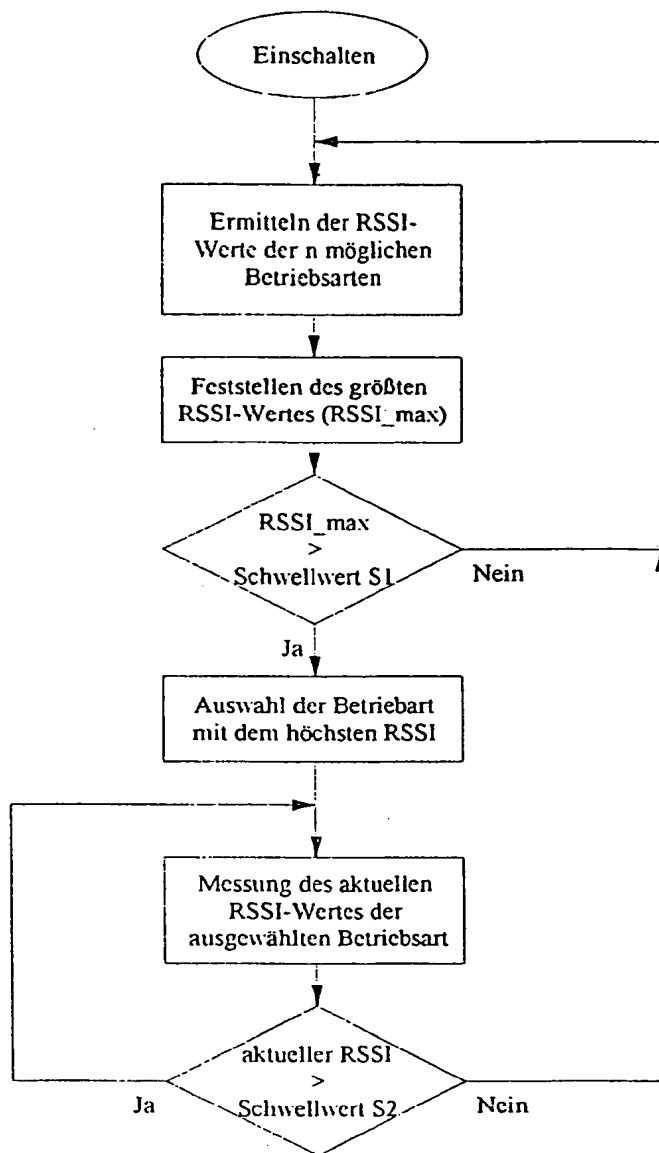 Einschalten
Ermitteln der RSSI-
Werte der n möglichen
Betriebsarten
Feststellen des größten
RSSI-Wertes (RSSI_max)
RSSI_max
>
Schwellwert S1
Nein
Ja
Auswahl der Betriebart
mit dem höchsten RSSI
Messung des aktuellen
RSSI-Wertes der
ausgewählten Betriebsart
aktueller RSSI
>
Schwellwert S2
Ja
Nein